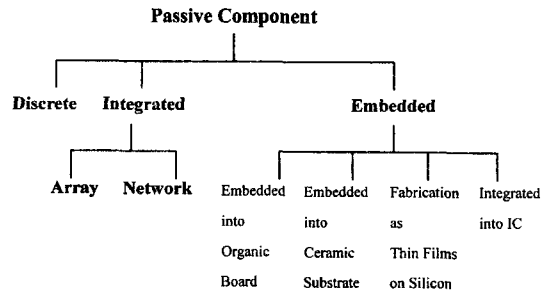 Passive Component
Discrete Integrated Embedded
Array Network
Embedded into Organic Board
Embedded into Ceramic Substrate
Fabrication as Thin Films on Silicon
Integrated into IC